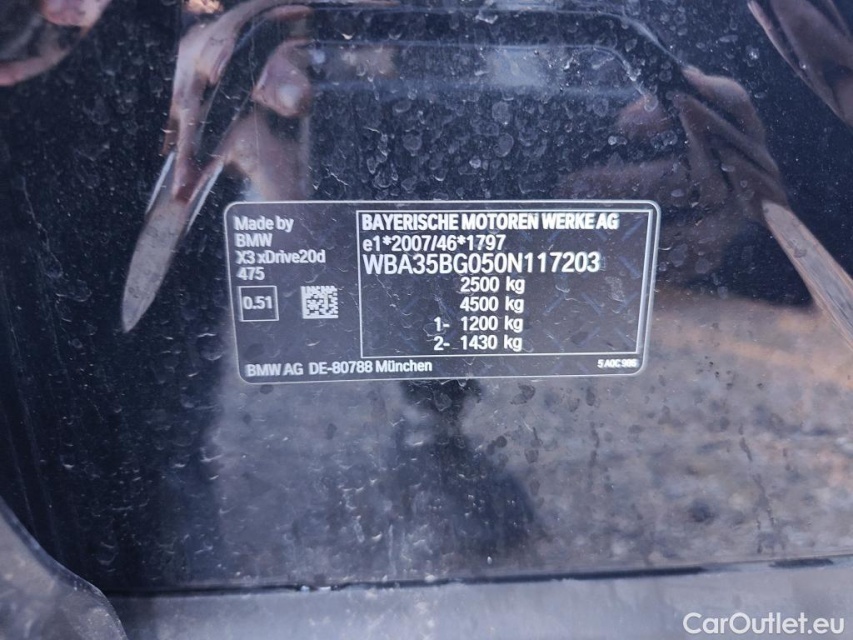 Made by
BMW
X3 xDrive20d
475
0.51
BAYERISCHE MOTOREN WERKE AG
e1*2007/46*1797
WBA35BG050N117203
2500 kg
4500 kg
1- 1200 kg
2- 1430 kg
BMW AG DE-80788 München
CarOutlet.eu